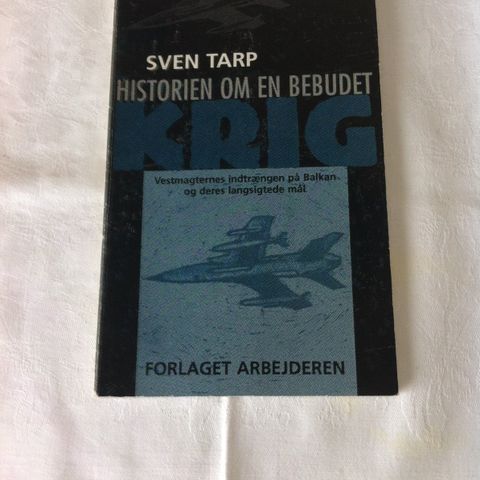 SVEN TARP
HISTORIEN OM EN BEBUDET
KRIG
Vestmagternes indtrængen på Balkan
og deres langsigtede mål
FORLAGET ARBEJDEREN